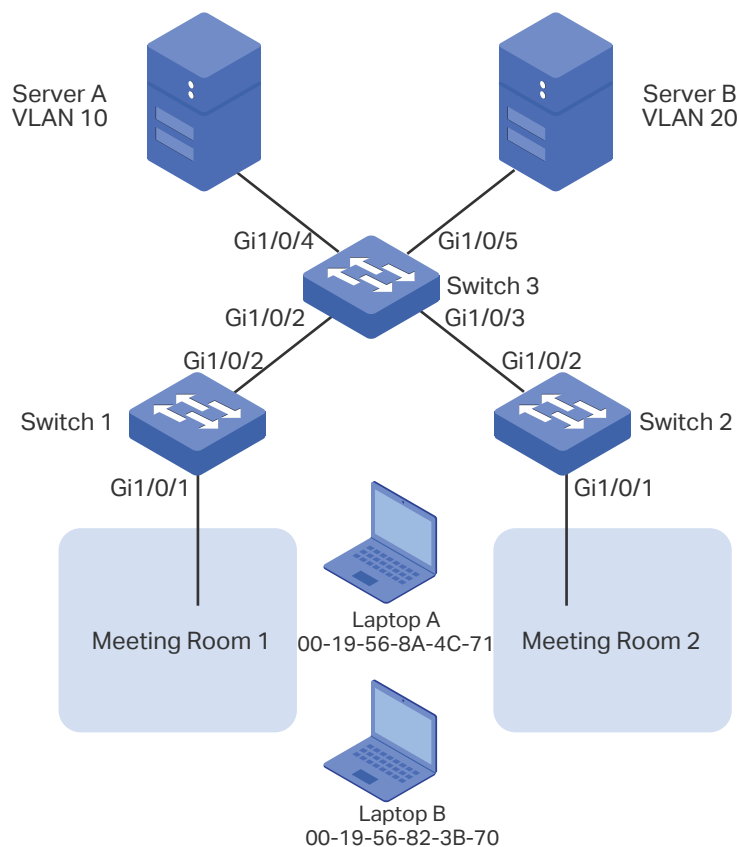 Server A
VLAN 10
Server B
VLAN 20
Gi1/0/4
Gi1/0/5
Switch 3
Gi1/0/2
Gi1/0/3
Gi1/0/2
Gi1/0/2
Switch 1
Switch 2
Gi1/0/1
Gi1/0/1
Meeting Room 1
Laptop A
00-19-56-8A-4C-71
Meeting Room 2
Laptop B
00-19-56-82-3B-70